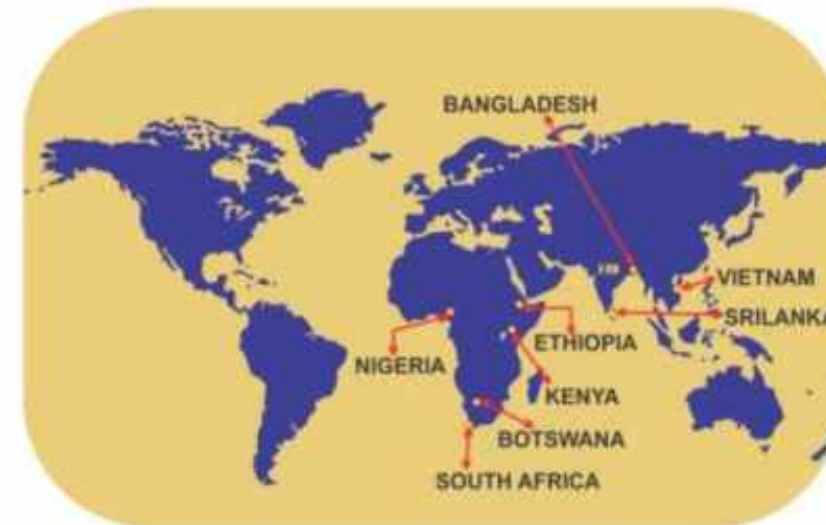 BANGLADESH
VIETNAM
SRILANKA
ETHIOPIA
NIGERIA
KENYA
BOTSWANA
SOUTH AFRICA